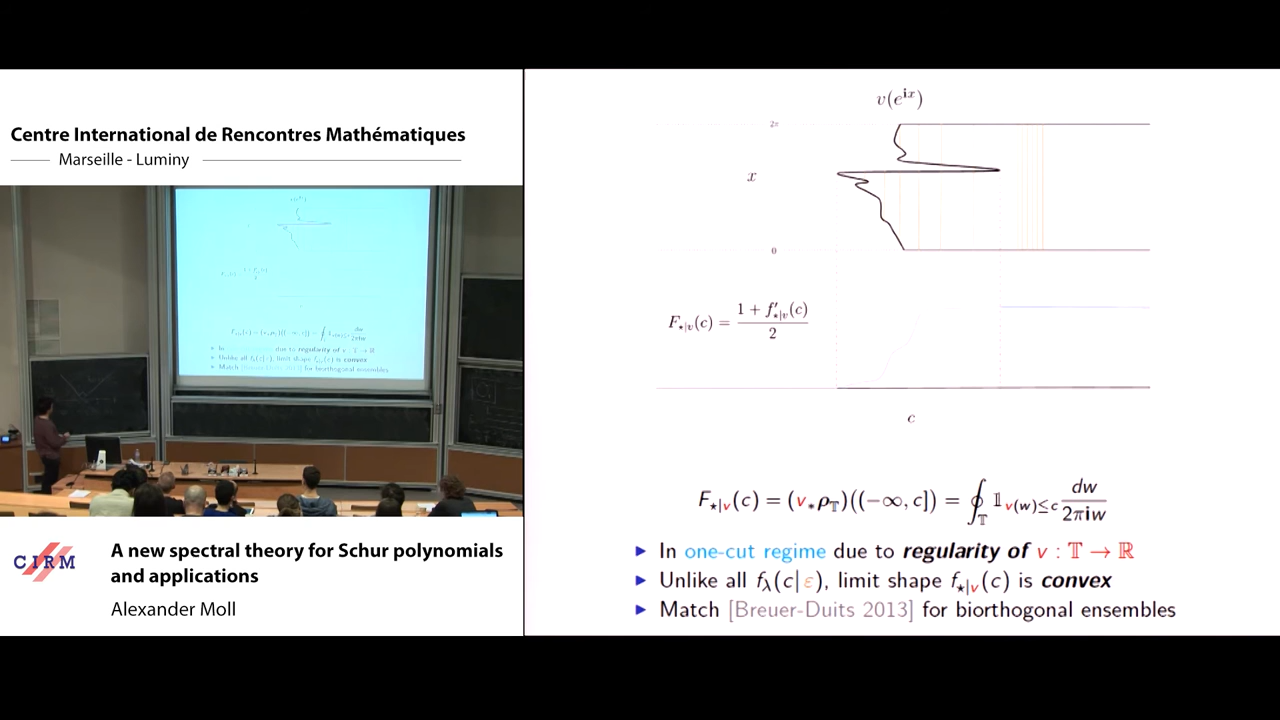 Centre International de Rencontres Mathématiques
Marseille - Luminy
CIRM
A new spectral theory for Schur polynomials
and applications
Alexander Moll
v(e^{ix})
2π
x
0
F_{⋆|v}(c) = \frac{1 + f'_{⋆|v}(c)}{2}
c
F_{⋆|v}(c) = (v_*ρ_𝕋)((−∞, c]) = ∮_𝕋 𝟙_{v(w)≤c} \frac{dw}{2πiw}
▶ In one-cut regime due to regularity of v : 𝕋 → ℝ
▶ Unlike all f_λ(c|ε), limit shape f_{⋆|v}(c) is convex
▶ Match [Breuer-Duits 2013] for biorthogonal ensembles